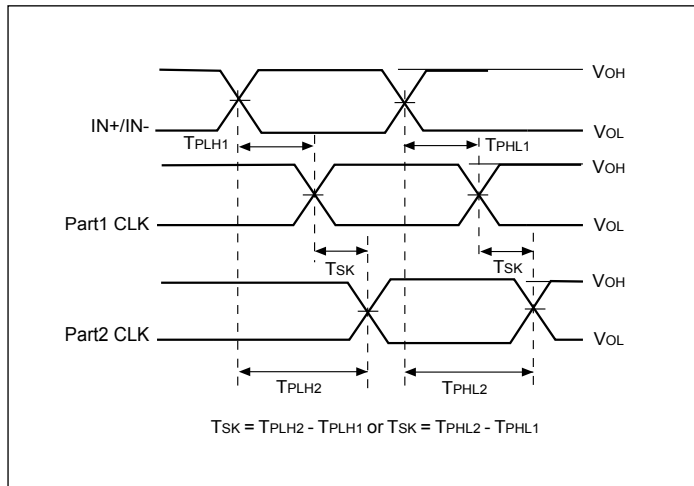 VOH
IN+/IN-
VOL
TPLH1
TPHL1
VOH
Part1 CLK
VOL
TSK
TSK
VOH
Part2 CLK
VOL
TPLH2
TPHL2
TSK = TPLH2 - TPLH1 or TSK = TPHL2 - TPHL1